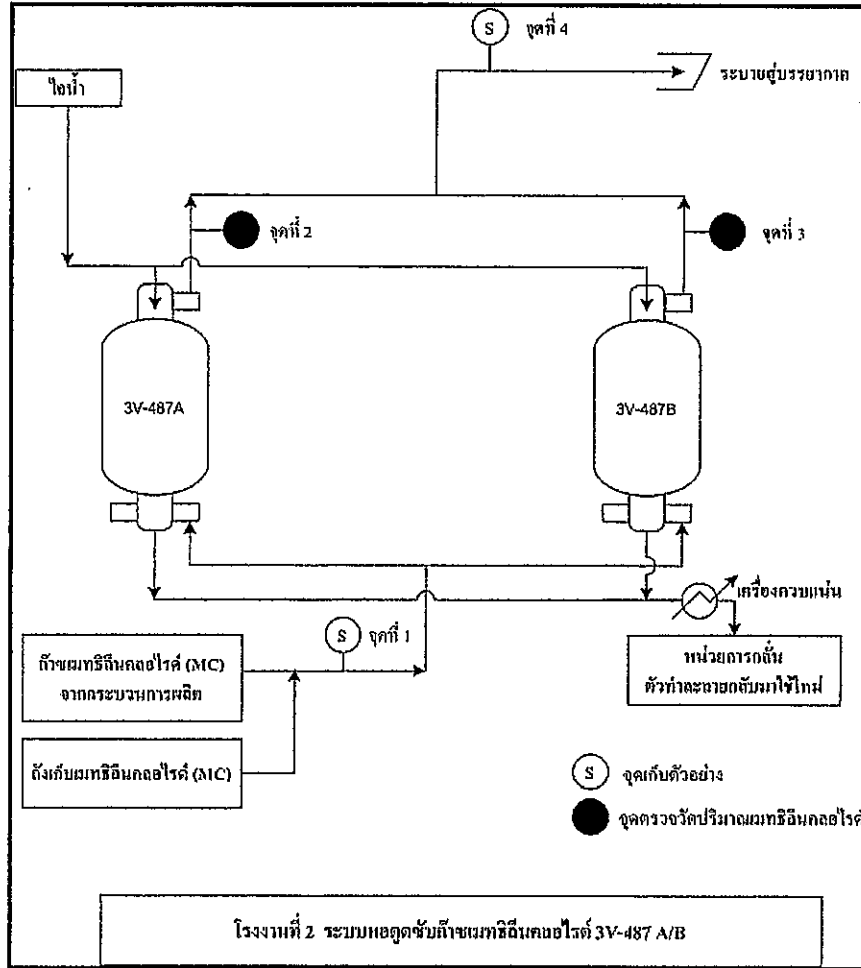 S จุดที่ 4
ระบายสู่บรรยากาศ
ไอน้ำ
จุดที่ 2
จุดที่ 3
3V-487A
3V-487B
เครื่องควบแน่น
S จุดที่ 1
ก๊าซเมทธิลีนคลอไรด์ (MC)
จากกระบวนการผลิต
หน่วยการกลั่น
ตัวทำละลายกลับมาใช้ใหม่
ถังเก็บเมทธิลีนคลอไรด์ (MC)
S จุดเก็บตัวอย่าง
จุดตรวจวัดปริมาณเมทธิลีนคลอไรด์
โรงงานที่ 2 ระบบหอดูดซับก๊าซเมทธิลีนคลอไรด์ 3V-487 A/B